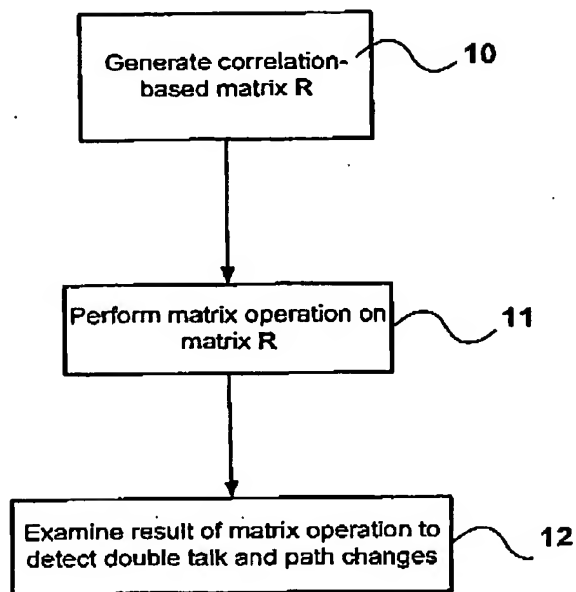 Generate correlation-
based matrix R
10
Perform matrix operation on
matrix R
11
Examine result of matrix operation to
detect double talk and path changes
12